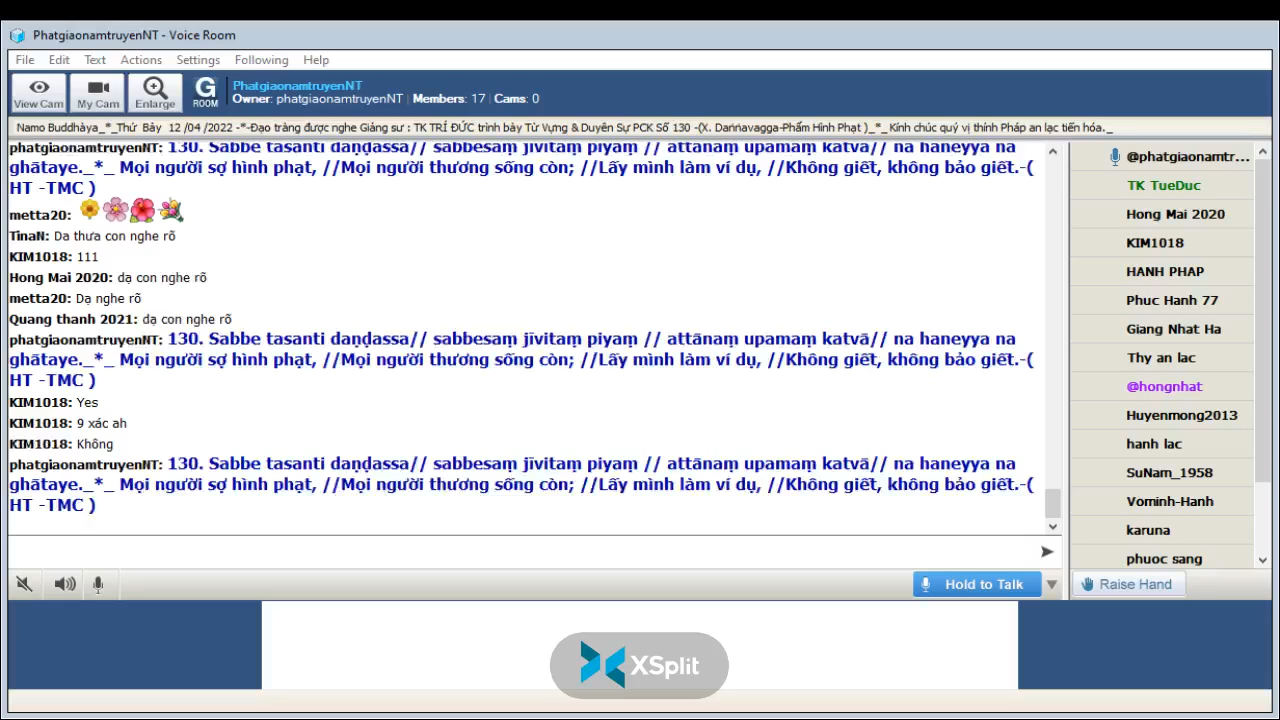 PhatgiaonamtruyenNT - Voice Room
File Edit Text Actions Settings Following Help
View Cam My Cam Enlarge G ROOM
PhatgiaonamtruyenNT
Owner: phatgiaonamtruyenNT | Members: 17 | Cams: 0
Namo Buddhàya_*_Thứ Bảy 12 /04 /2022 -*-Đạo tràng được nghe Giảng sư : TK TRÍ ĐỨC trình bày Từ Vựng & Duyên Sự PCK Số 130 -(X. Daṇṇavagga-Phẩm Hình Phạt )_*_ Kính chúc quý vị thính Pháp an lạc tiến hóa._
phatgiaonamtruyenNT: 130. Sabbe tasanti daṇḍassa// sabbesaṃ jīvitaṃ piyaṃ // attānaṃ upamaṃ katvā// na haneyya na
ghātaye._*_ Mọi người sợ hình phạt, //Mọi người thương sống còn; //Lấy mình làm ví dụ, //Không giết, không bảo giết.-(
HT -TMC )
metta20:
TinaN: Da thưa con nghe rõ
KIM1018: 111
Hong Mai 2020: dạ con nghe rõ
metta20: Dạ nghe rõ
Quang thanh 2021: dạ con nghe rõ
phatgiaonamtruyenNT: 130. Sabbe tasanti daṇḍassa// sabbesaṃ jīvitaṃ piyaṃ // attānaṃ upamaṃ katvā// na haneyya na
ghātaye._*_ Mọi người sợ hình phạt, //Mọi người thương sống còn; //Lấy mình làm ví dụ, //Không giết, không bảo giết.-(
HT -TMC )
KIM1018: Yes
KIM1018: 9 xác ah
KIM1018: Không
phatgiaonamtruyenNT: 130. Sabbe tasanti daṇḍassa// sabbesaṃ jīvitaṃ piyaṃ // attānaṃ upamaṃ katvā// na haneyya na
ghātaye._*_ Mọi người sợ hình phạt, //Mọi người thương sống còn; //Lấy mình làm ví dụ, //Không giết, không bảo giết.-(
HT -TMC )
@phatgiaonamtr...
TK TueDuc
Hong Mai 2020
KIM1018
HANH PHAP
Phuc Hanh 77
Giang Nhat Ha
Thy an lac
@hongnhat
Huyenmong2013
hanh lac
SuNam_1958
Vominh-Hanh
karuna
phuoc sang
Hold to Talk
Raise Hand
XSplit